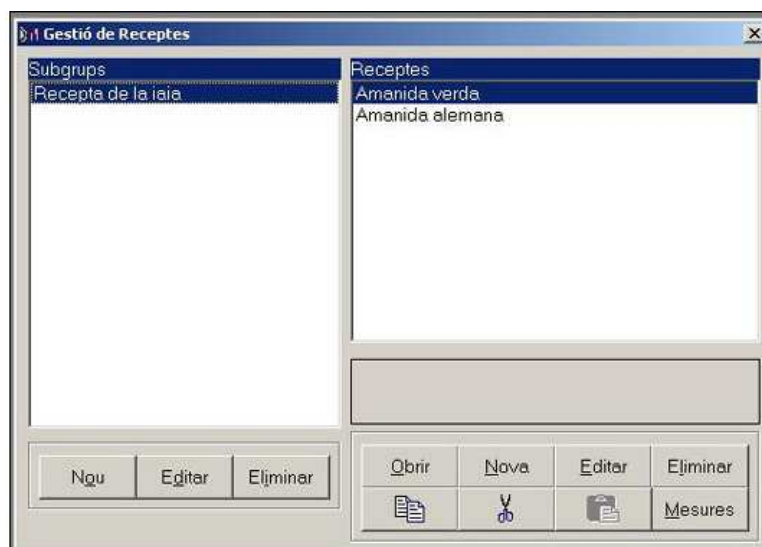 Gestió de Receptes
Subgrups
Recepta de la iaia
Receptes
Amanida verda
Amanida alemana
Nou
Editar
Eliminar
Obrir
Nova
Editar
Eliminar
Mesures